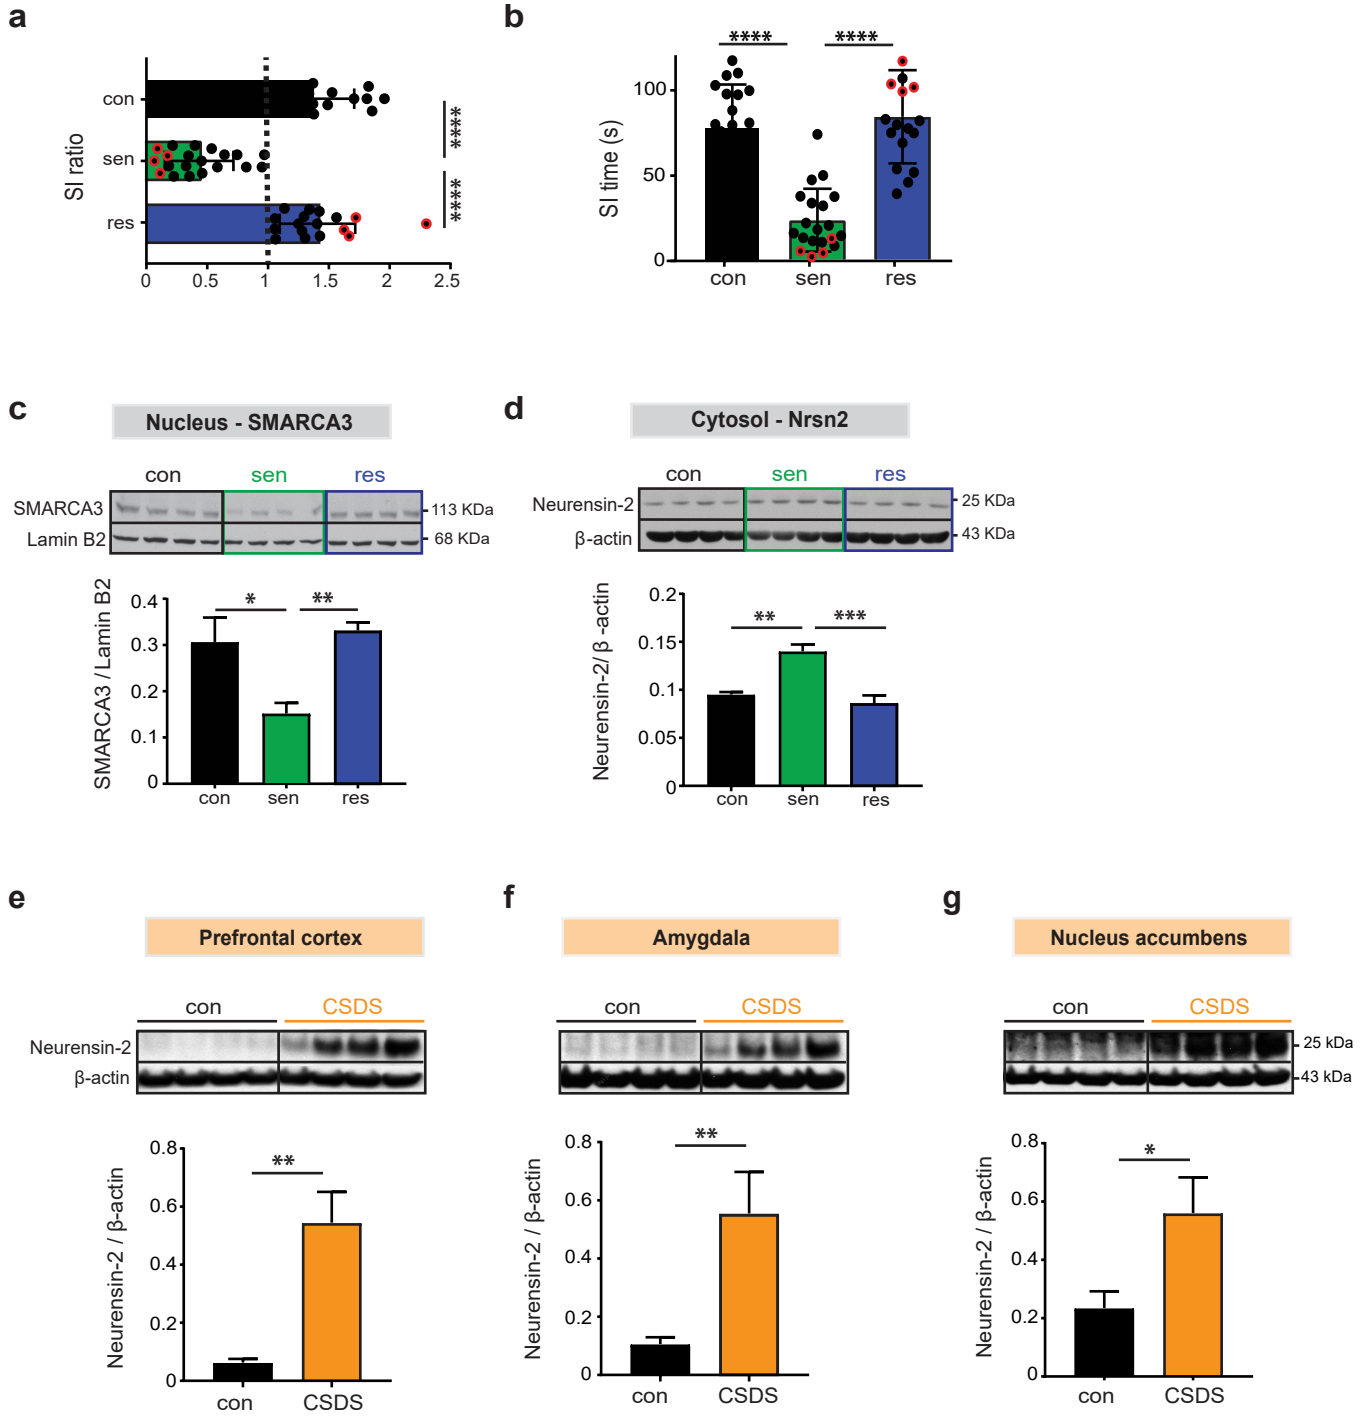 a
SI ratio
con
sen
res
****
****
0 0.5 1 1.5 2 2.5
b
**** ****
SI time (s)
100
50
0
con sen res
c
Nucleus - SMARCA3
con sen res
SMARCA3
113 KDa
Lamin B2
68 KDa
SMARCA3 / Lamin B2
* **
0.4
0.3
0.2
0.1
0
con sen res
d
Cytosol - Nrsn2
con sen res
Neurensin-2
25 KDa
β-actin
43 KDa
Neurensin-2/ β -actin
** ***
0.2
0.15
0.1
0.05
0
con sen res
e
Prefrontal cortex
con CSDS
Neurensin-2
β-actin
Neurensin-2 / β-actin
**
0.8
0.6
0.4
0.2
0
con CSDS
f
Amygdala
con CSDS
Neurensin-2 / β-actin
**
0.8
0.6
0.4
0.2
0
con CSDS
g
Nucleus accumbens
con CSDS
25 kDa
43 kDa
Neurensin-2 / β-actin
*
0.8
0.6
0.4
0.2
0
con CSDS